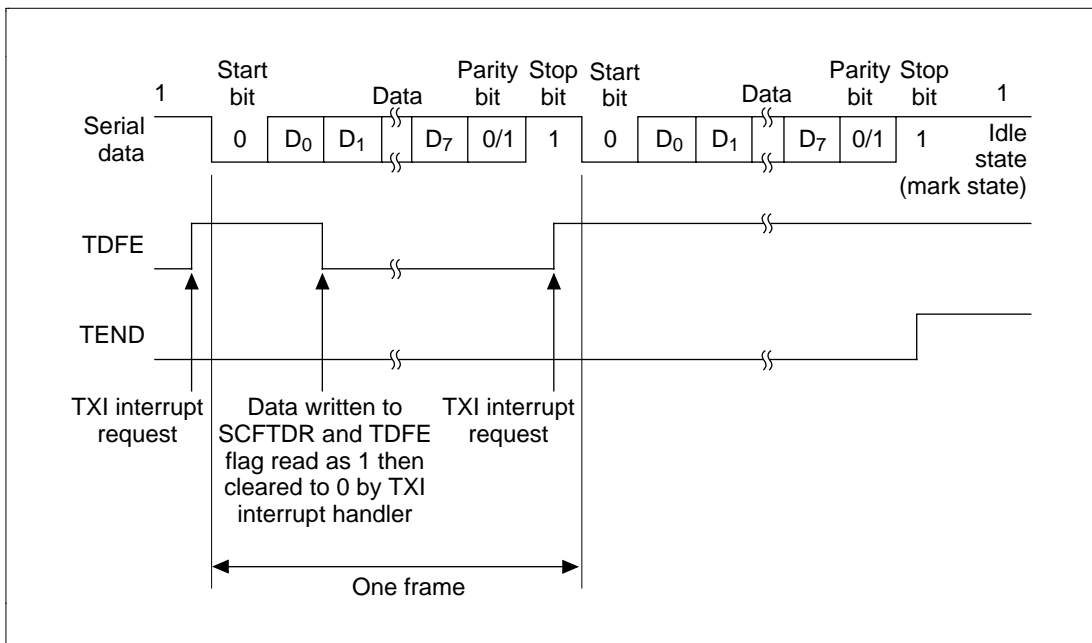 Start bit
Parity bit
Stop bit
Start bit
Parity bit
Stop bit
1
Data
Data
1
Serial data
0
D0
D1
D7
0/1
1
0
D0
D1
D7
0/1
1
Idle state (mark state)
TDFE
TEND
TXI interrupt request
Data written to
SCFTDR and TDFE
flag read as 1 then
cleared to 0 by TXI
interrupt handler
TXI interrupt request
One frame